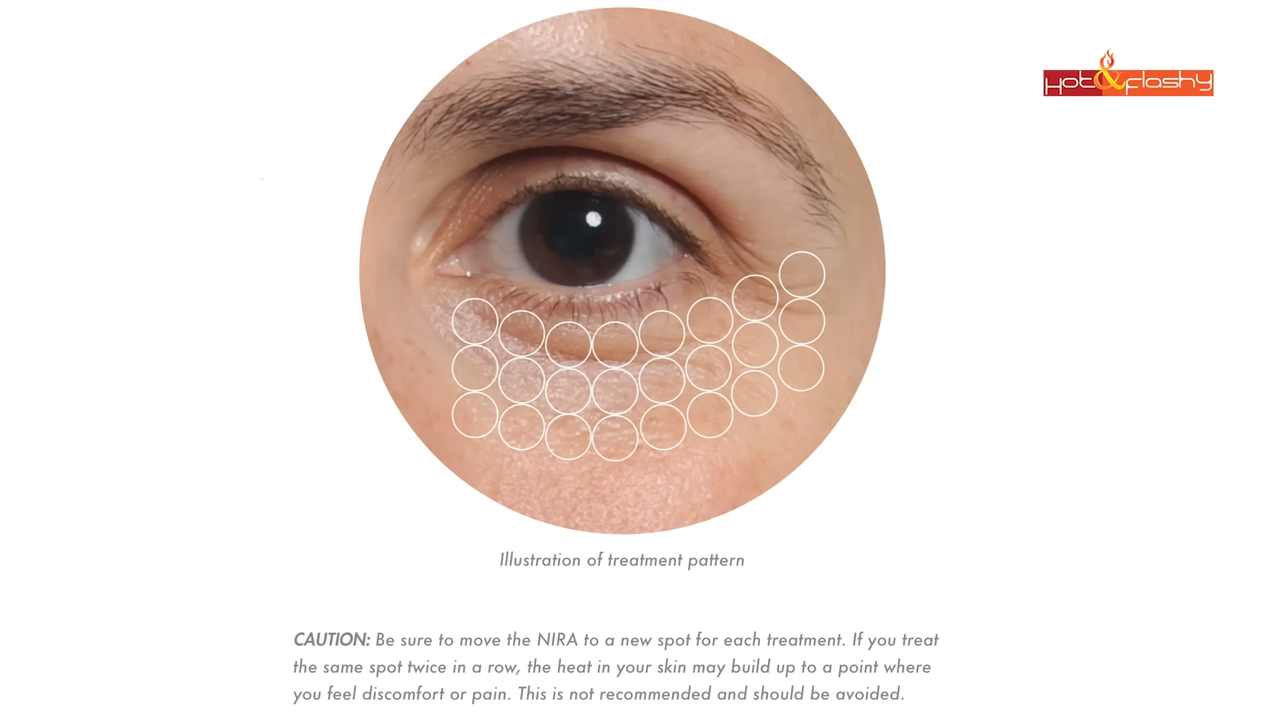 Hot & flashy
Illustration of treatment pattern
CAUTION: Be sure to move the NIRA to a new spot for each treatment. If you treat
the same spot twice in a row, the heat in your skin may build up to a point where
you feel discomfort or pain. This is not recommended and should be avoided.